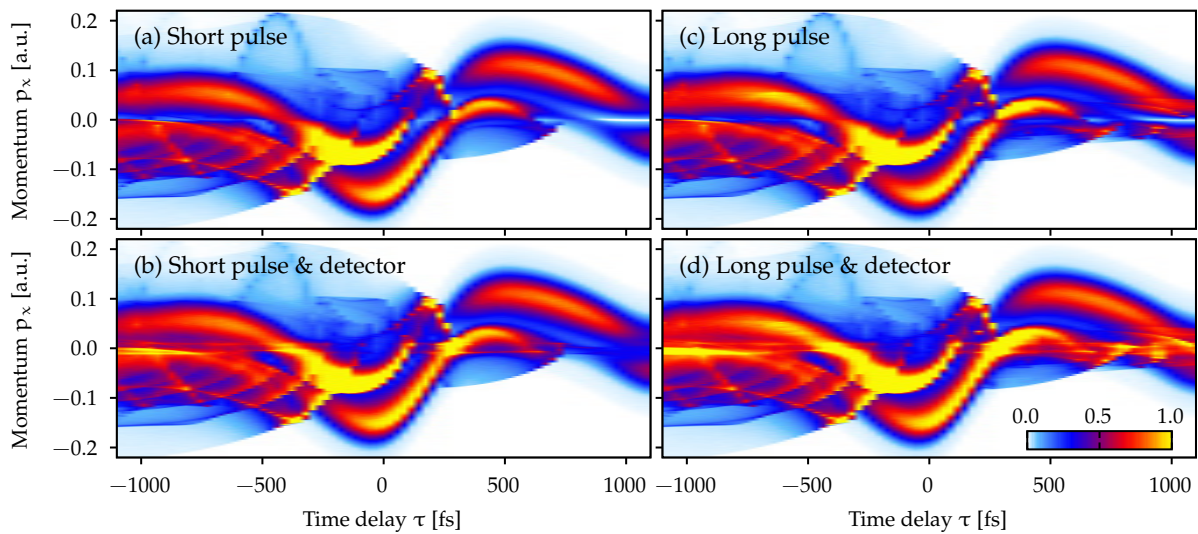 0.2
0.1
0.0
−0.1
−0.2
Momentum pₓ [a.u.]
(a) Short pulse
(c) Long pulse
0.2
0.1
0.0
−0.1
−0.2
Momentum pₓ [a.u.]
(b) Short pulse & detector
(d) Long pulse & detector
0.0 0.5 1.0
−1000 −500 0 500 1000
−1000 −500 0 500 1000
Time delay τ [fs]
Time delay τ [fs]